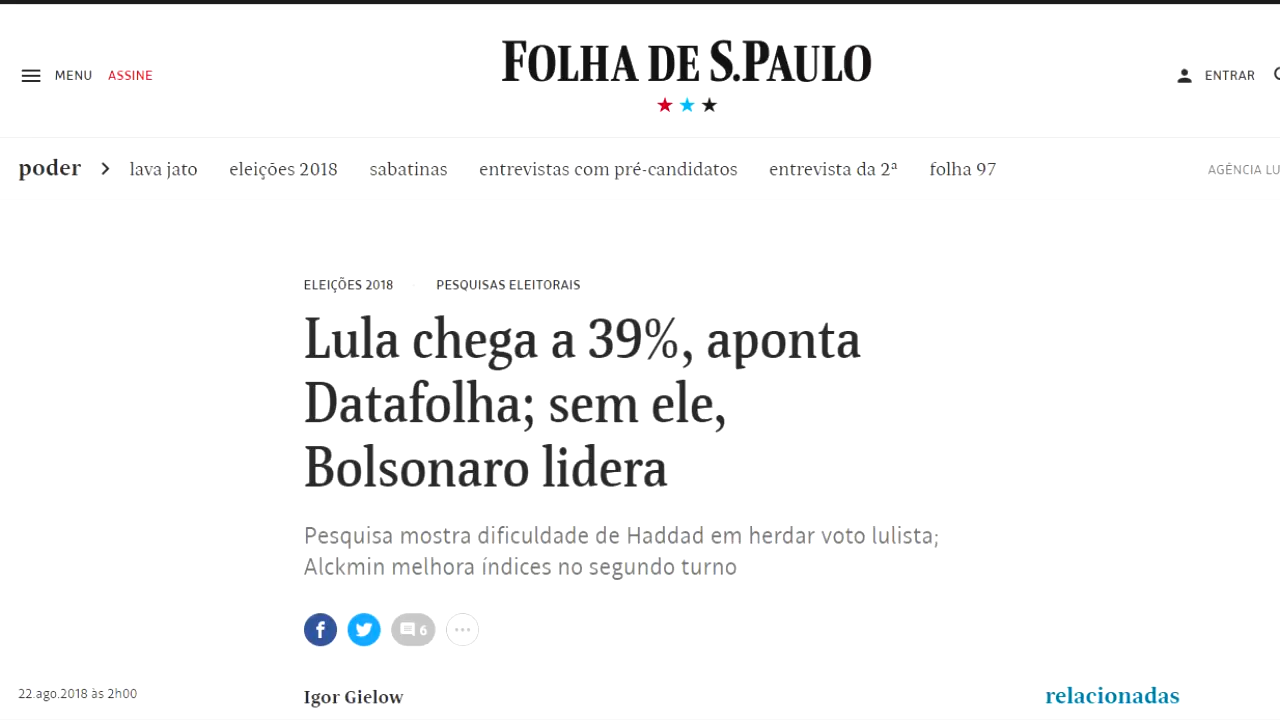 MENU ASSINE FOLHA DE S.PAULO ENTRAR
poder lava jato eleições 2018 sabatinas entrevistas com pré-candidatos entrevista da 2ª folha 97 AGÊNCIA LU
ELEIÇÕES 2018 PESQUISAS ELEITORAIS
Lula chega a 39%, aponta
Datafolha; sem ele,
Bolsonaro lidera
Pesquisa mostra dificuldade de Haddad em herdar voto lulista;
Alckmin melhora índices no segundo turno
6
22.ago.2018 às 2h00 Igor Gielow relacionadas